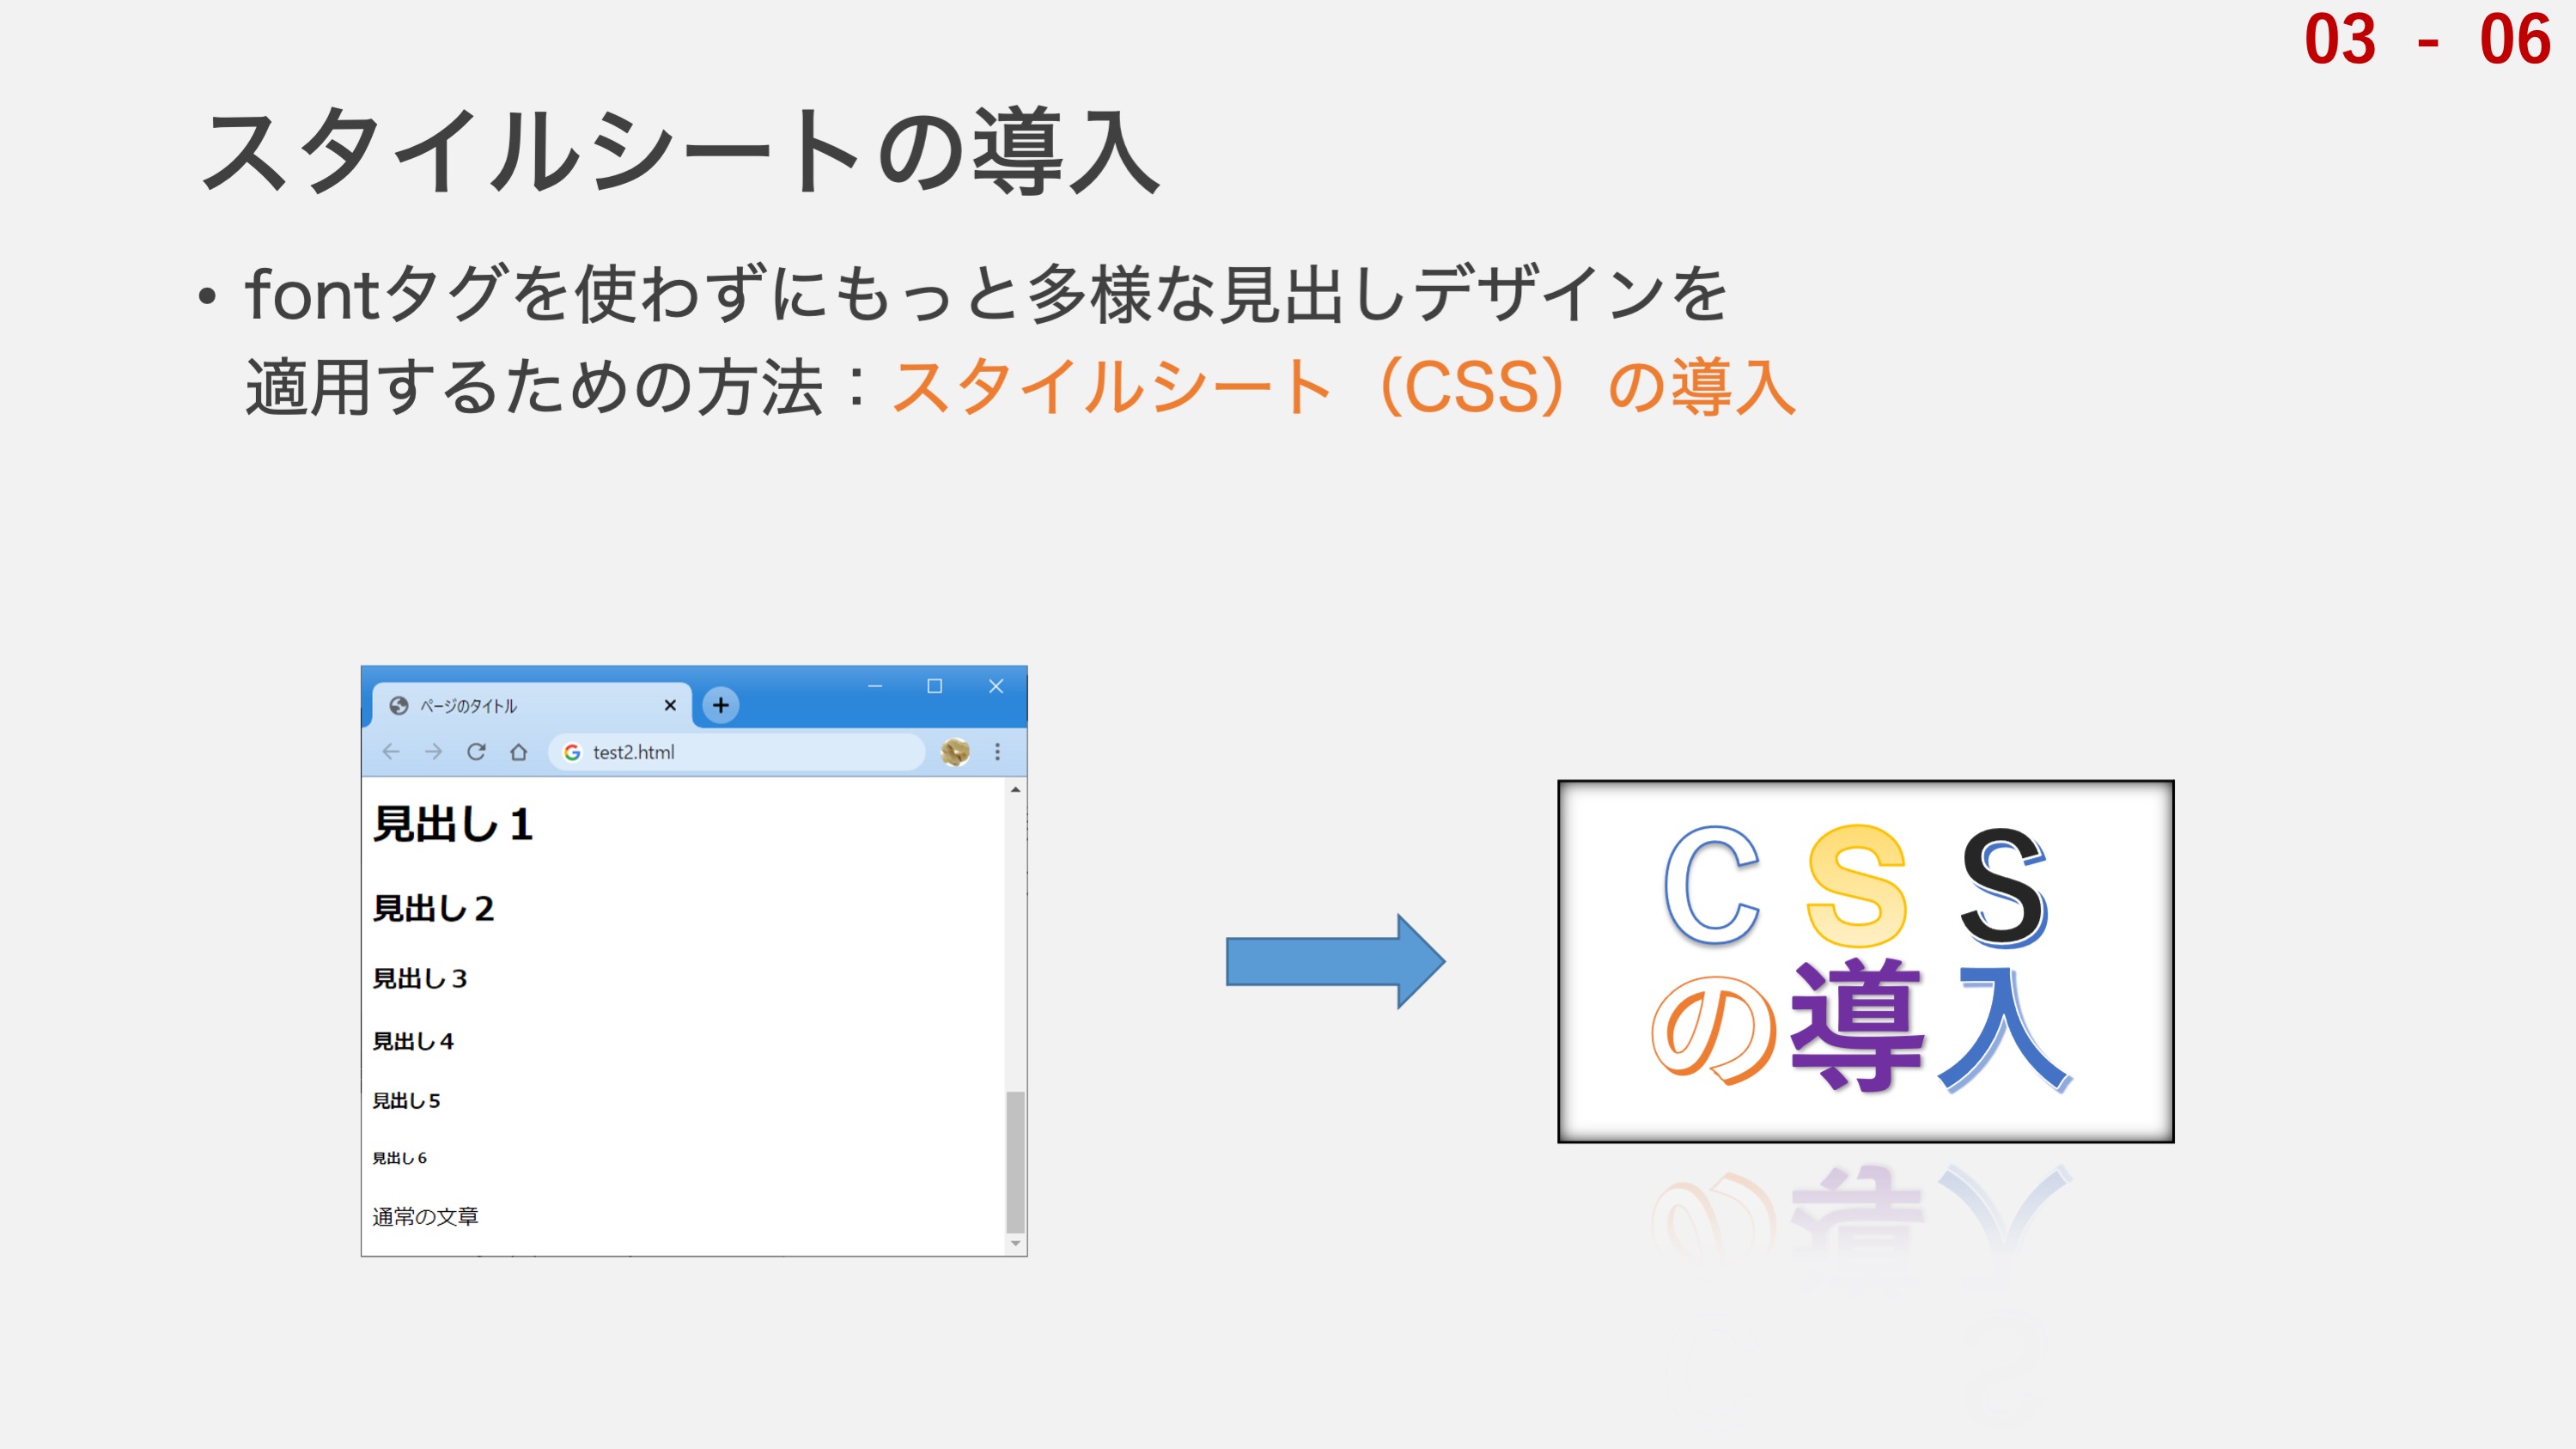 03 - 06
スタイルシートの導入
• fontタグを使わずにもっと多様な見出しデザインを
適用するための方法：スタイルシート（CSS）の導入
ページのタイトル
test2.html
見出し１
見出し２
見出し３
見出し４
見出し５
見出し６
通常の文章
CSS
の導入